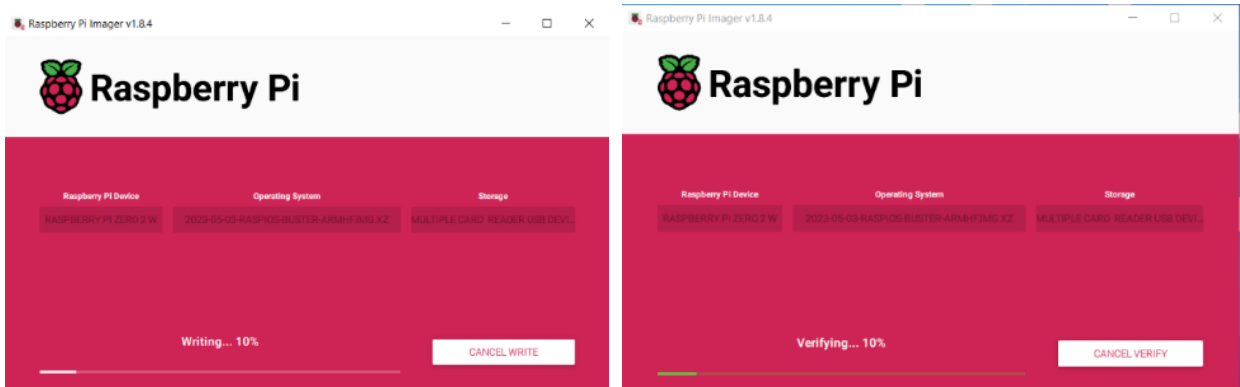 Raspberry Pi Imager v1.8.4
Raspberry Pi
Raspberry Pi Device
Operating System
Storage
RASPBERRY PI ZERO 2 W
2023-05-03-RASPIOS-BUSTER-ARMHF.IMG.XZ
MULTIPLE CARD READER USB DEVI...
Writing... 10%
CANCEL WRITE
Raspberry Pi Imager v1.8.4
Raspberry Pi
Raspberry Pi Device
Operating System
Storage
RASPBERRY PI ZERO 2 W
2023-05-03-RASPIOS-BUSTER-ARMHF.IMG.XZ
MULTIPLE CARD READER USB DEVI...
Verifying... 10%
CANCEL VERIFY